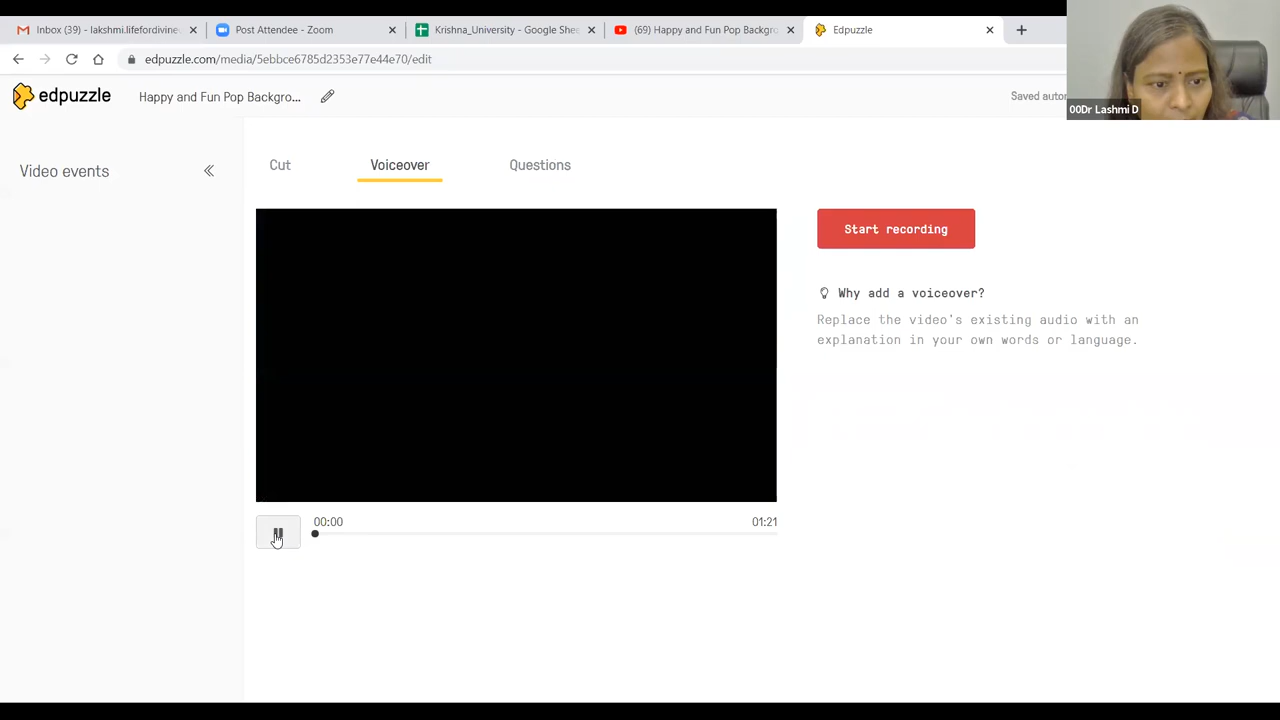 Inbox (39) - lakshmi.lifefordivine
Post Attendee - Zoom
Krishna_University - Google She
(69) Happy and Fun Pop Backgro
Edpuzzle
edpuzzle.com/media/5ebbce6785d2353e77e44e70/edit
00Dr Lashmi D
edpuzzle
Happy and Fun Pop Backgro...
Saved auto
Video events
Cut
Voiceover
Questions
Start recording
Why add a voiceover?
Replace the video's existing audio with an
explanation in your own words or language.
00:00
01:21